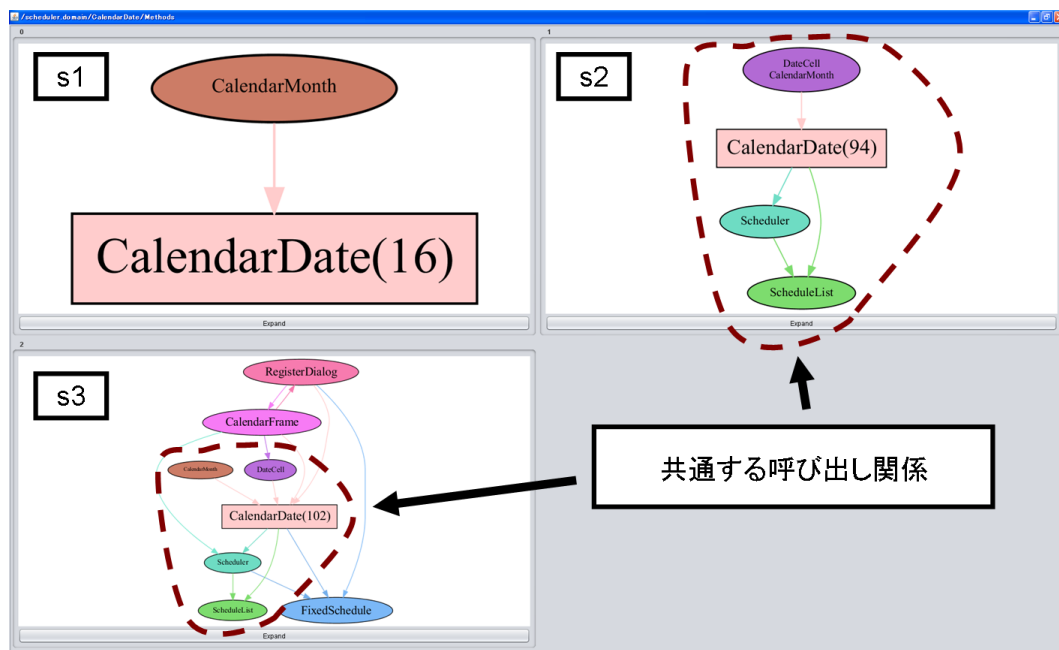 /scheduler.domain/CalendarDate/Methods
0
s1
CalendarMonth
CalendarDate(16)
Expand
1
s2
DateCell
CalendarMonth
CalendarDate(94)
Scheduler
ScheduleList
Expand
2
s3
RegisterDialog
CalendarFrame
CalendarMonth
DateCell
CalendarDate(102)
Scheduler
ScheduleList
FixedSchedule
Expand
共通する呼び出し関係